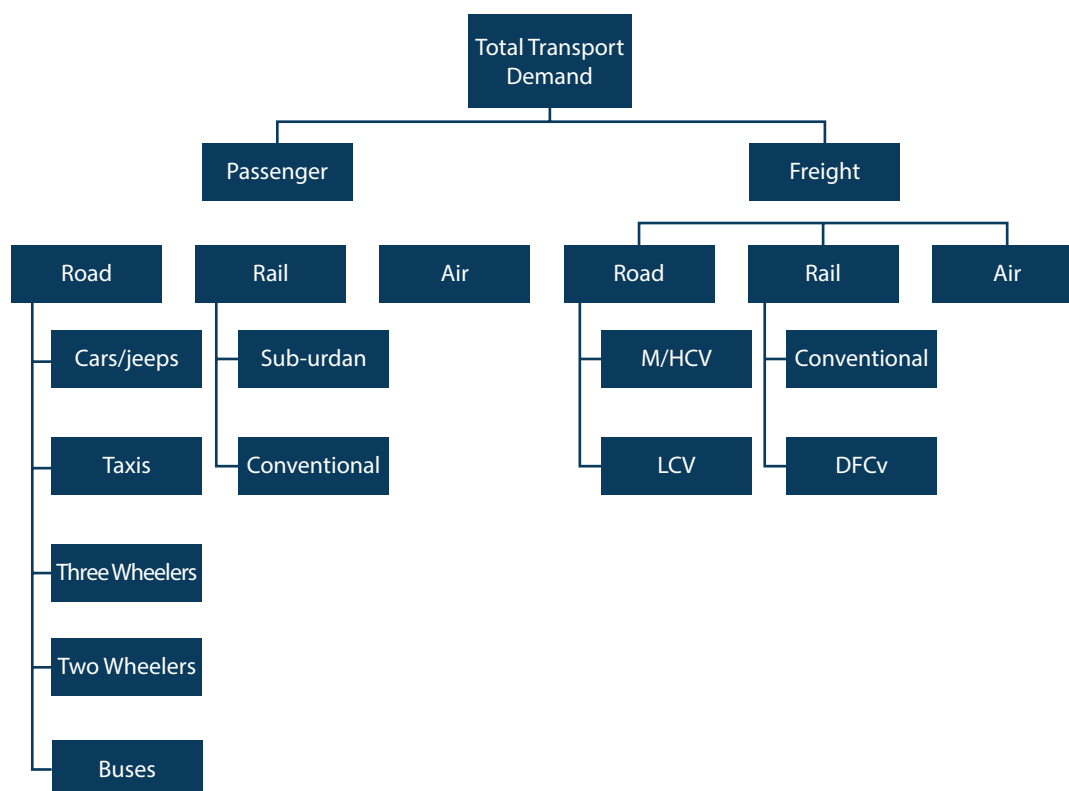 Total Transport
Demand
Passenger
Freight
Road
Rail
Air
Road
Rail
Air
Cars/jeeps
Sub-urdan
M/HCV
Conventional
Taxis
Conventional
LCV
DFCv
Three Wheelers
Two Wheelers
Buses